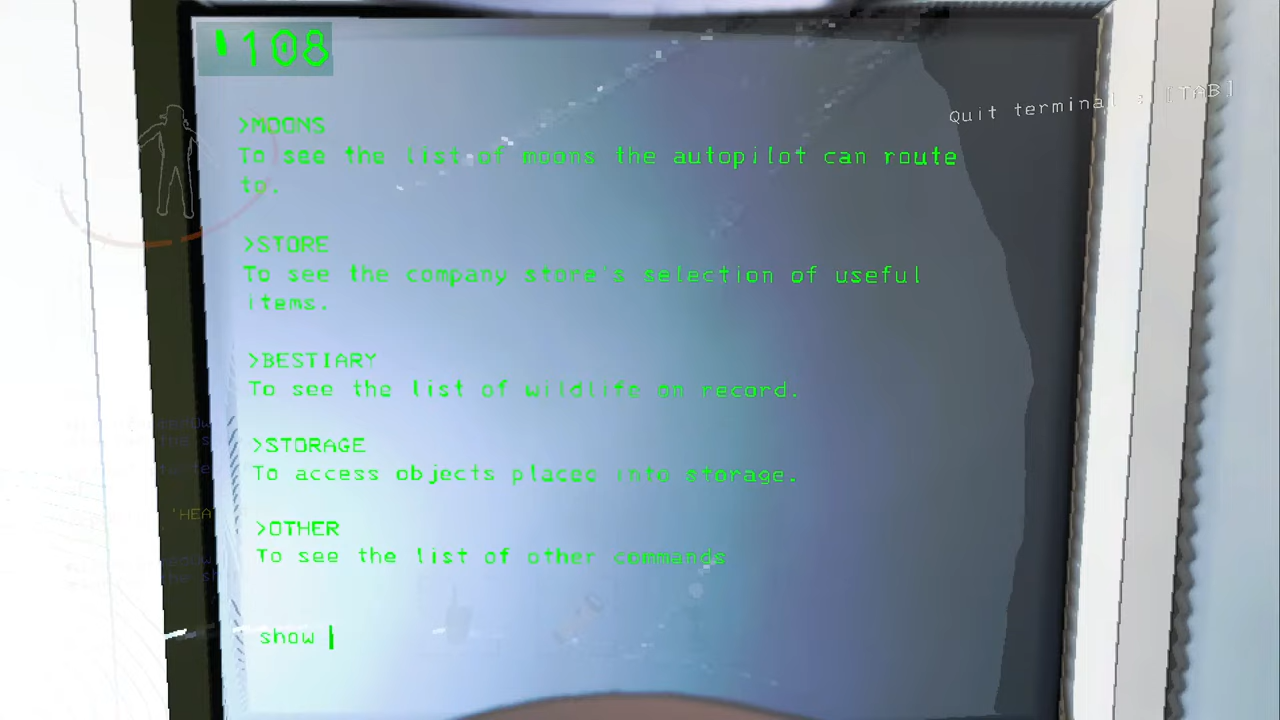 108
Quit terminal : [TAB]
>MOONS
To see the list of moons the autopilot can route
to.
>STORE
To see the company store's selection of useful
items.
>BESTIARY
To see the list of wildlife on record.
>STORAGE
To access objects placed into storage.
>OTHER
To see the list of other commands
show